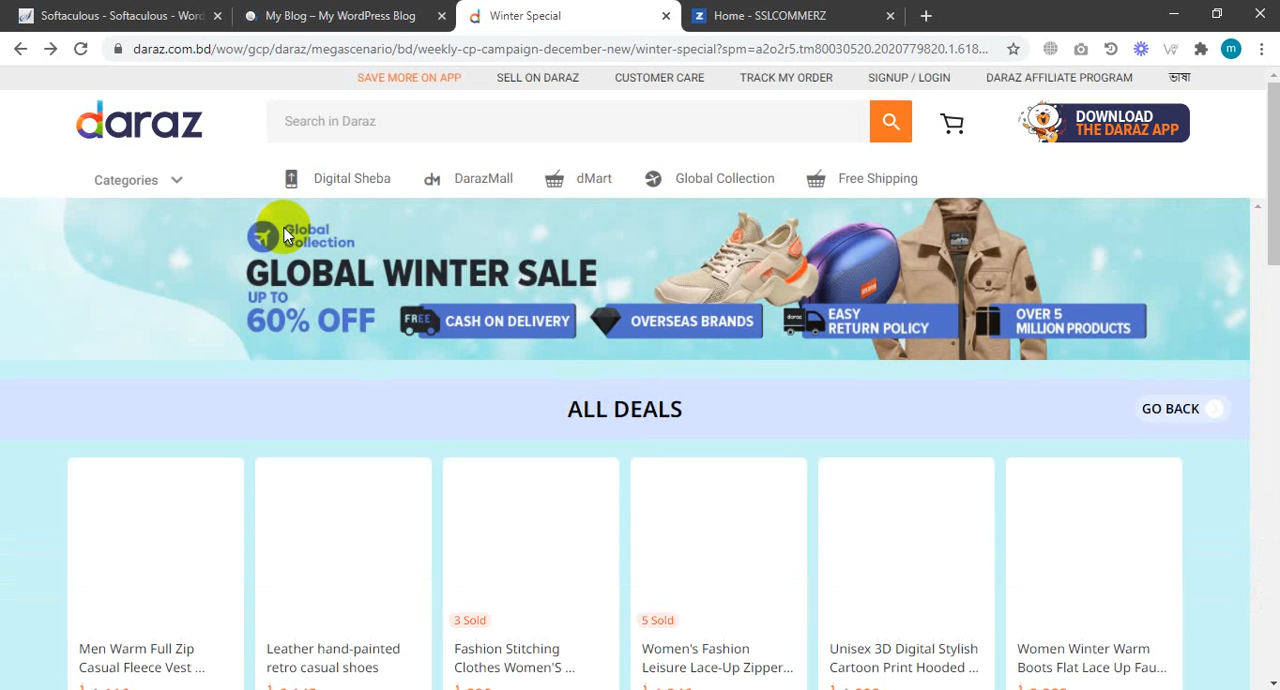 Softaculous - Softaculous - Word
My Blog – My WordPress Blog
Winter Special
Home - SSLCOMMERZ
daraz.com.bd/wow/gcp/daraz/megascenario/bd/weekly-cp-campaign-december-new/winter-special?spm=a2o2r5.tm80030520.2020779820.1.618...
m
SAVE MORE ON APP SELL ON DARAZ CUSTOMER CARE TRACK MY ORDER SIGNUP / LOGIN DARAZ AFFILIATE PROGRAM ভাষা
daraz
Search in Daraz
DOWNLOAD
THE DARAZ APP
Categories
Digital Sheba
DarazMall
dMart
Global Collection
Free Shipping
Global
Collection
GLOBAL WINTER SALE
UP TO
60% OFF
FREE CASH ON DELIVERY
OVERSEAS BRANDS
daraz
EASY
RETURN POLICY
OVER 5
MILLION PRODUCTS
ALL DEALS
GO BACK
3 Sold
5 Sold
Men Warm Full Zip
Casual Fleece Vest ...
Leather hand-painted
retro casual shoes
Fashion Stitching
Clothes Women'S ...
Women's Fashion
Leisure Lace-Up Zipper...
Unisex 3D Digital Stylish
Cartoon Print Hooded ...
Women Winter Warm
Boots Flat Lace Up Fau...